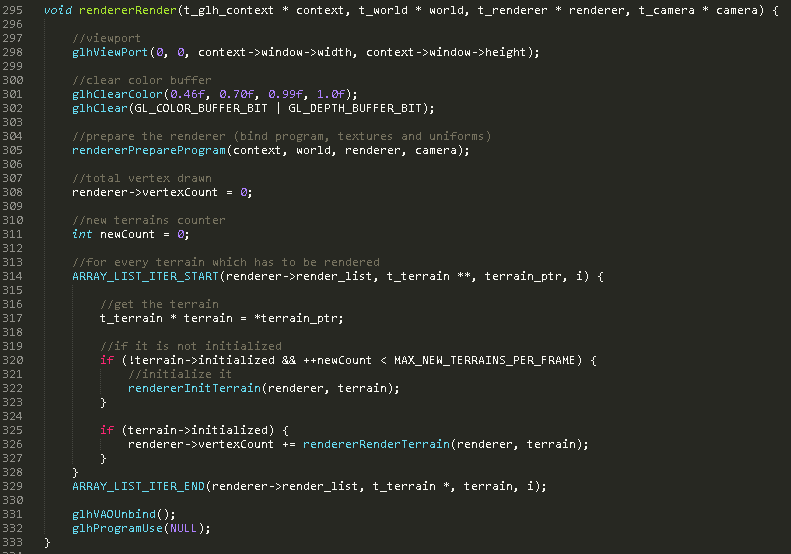 295 void rendererRender(t_glh_context * context, t_world * world, t_renderer * renderer, t_camera * camera) {
296
297     //viewport
298     glhViewPort(0, 0, context->window->width, context->window->height);
299
300     //clear color buffer
301     glhClearColor(0.46f, 0.70f, 0.99f, 1.0f);
302     glhClear(GL_COLOR_BUFFER_BIT | GL_DEPTH_BUFFER_BIT);
303
304     //prepare the renderer (bind program, textures and uniforms)
305     rendererPrepareProgram(context, world, renderer, camera);
306
307     //total vertex drawn
308     renderer->vertexCount = 0;
309
310     //new terrains counter
311     int newCount = 0;
312
313     //for every terrain which has to be rendered
314     ARRAY_LIST_ITER_START(renderer->render_list, t_terrain **, terrain_ptr, i) {
315
316         //get the terrain
317         t_terrain * terrain = *terrain_ptr;
318
319         //if it is not initialized
320         if (!terrain->initialized && ++newCount < MAX_NEW_TERRAINS_PER_FRAME) {
321             //initialize it
322             rendererInitTerrain(renderer, terrain);
323         }
324
325         if (terrain->initialized) {
326             renderer->vertexCount += rendererRenderTerrain(renderer, terrain);
327         }
328     }
329     ARRAY_LIST_ITER_END(renderer->render_list, t_terrain *, terrain, i);
330
331     glhVAOUnbind();
332     glhProgramUse(NULL);
333 }